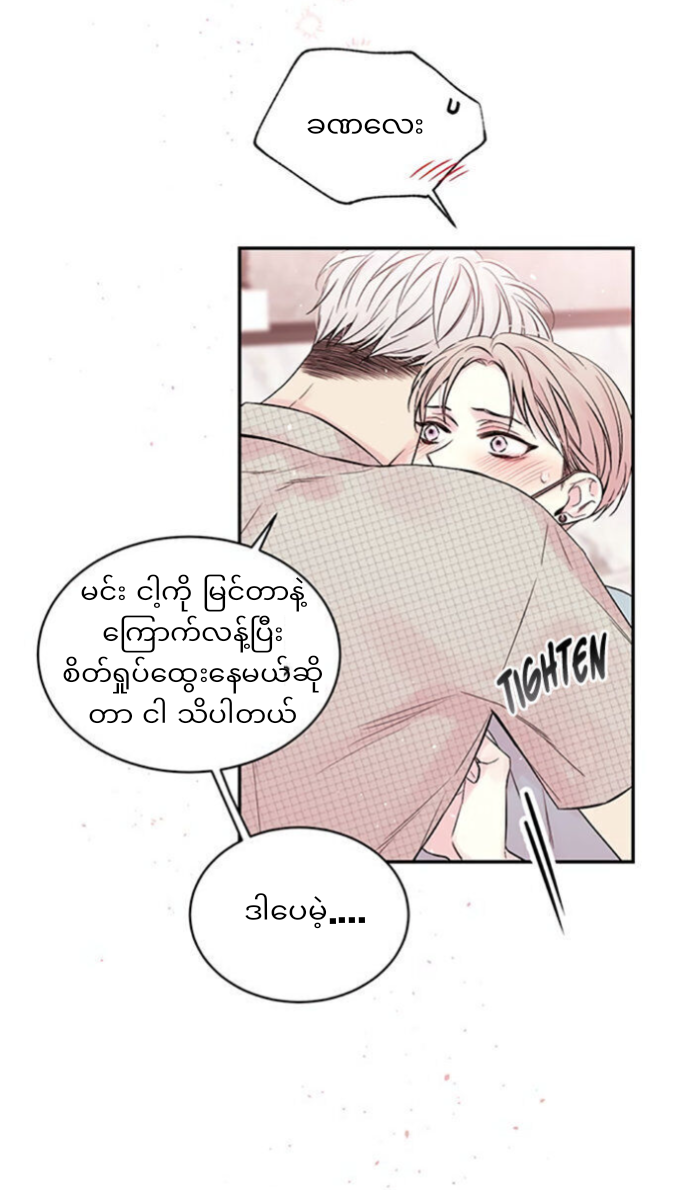 ခဏလေး
မင်း ငါ့ကို မြင်တာနဲ့
ကြောက်လန့်ပြီး
စိတ်ရှုပ်ထွေးနေမယ်ဆို
တာ ငါ သိပါတယ်
TIGHTEN
ဒါပေမဲ့....